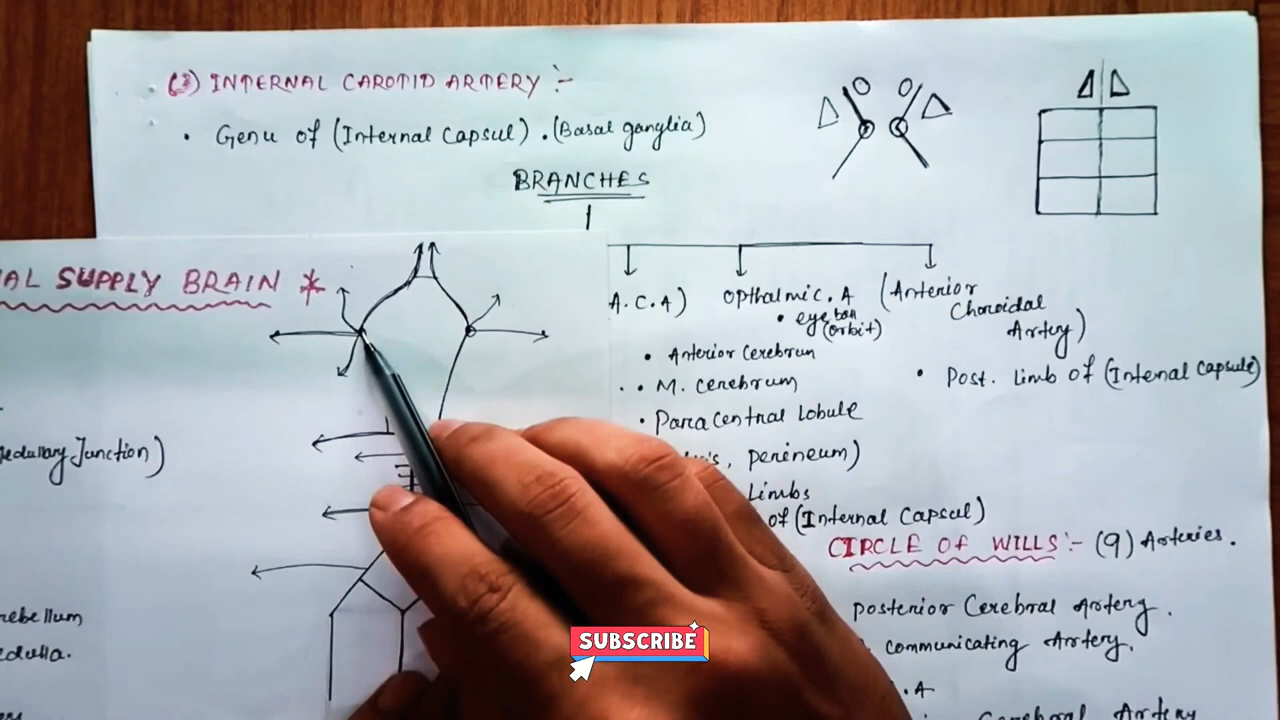 (3) INTERNAL CAROTID ARTERY :-
• Genu of (Internal Capsul) . (Basal ganglia)
BRANCHES
AL SUPPLY BRAIN *
A.C.A)
Opthalmic. A
• eye ball
(orbit)
(Anterior
Choroidal
Artery)
• Anterior Cerebrum
• M. Cerebrum
• Paracentral lobule
, perineum)
Limbs
of (Internal Capsul)
• Post. limb of (Internal Capsule)
edullary Junction)
CIRCLE OF WILLS :- (9) Arteries.
Posterior Cerebral Artery.
communicating Artery.
. A
Cerebral Artery
rebellum
edulla.
SUBSCRIBE